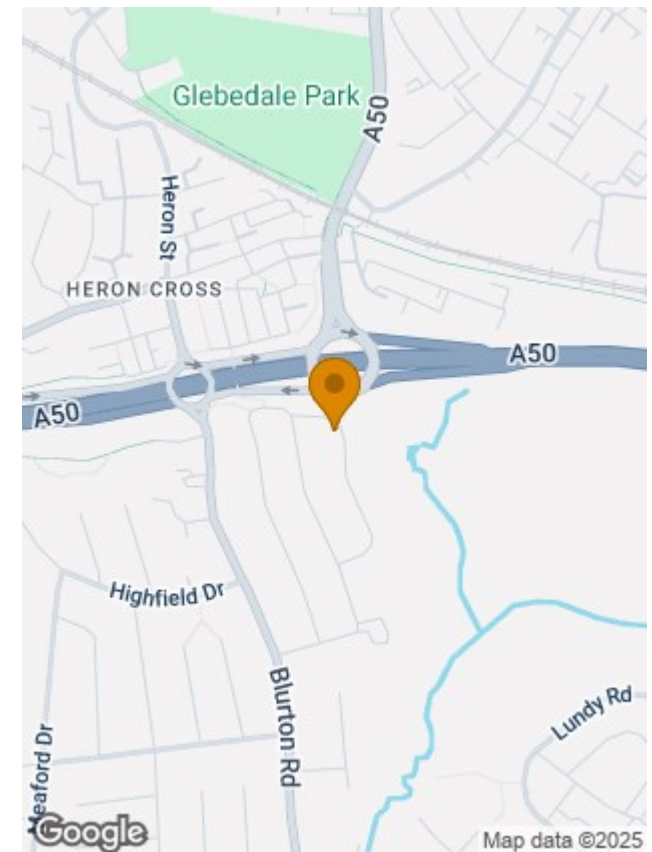 Glebedale Park
A50
Heron St
HERON CROSS
A50
A50
Highfield Dr
Blurton Rd
Lundy Rd
Meaford Dr
Google
Map data ©2025